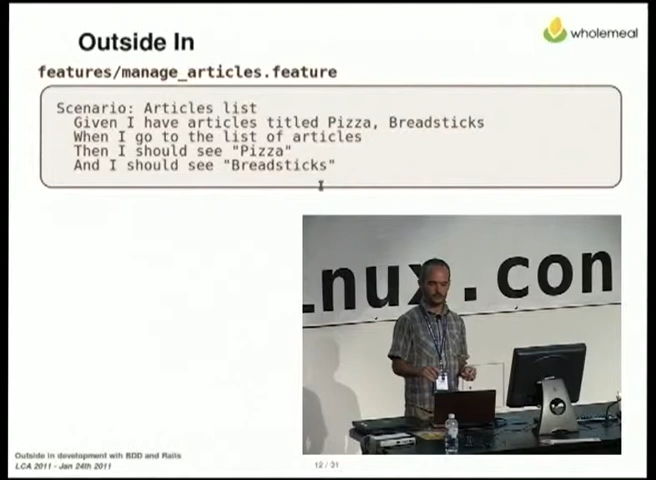 Outside In
wholemeal
features/manage_articles.feature
Scenario: Articles list
Given I have articles titled Pizza, Breadsticks
When I go to the list of articles
Then I should see "Pizza"
And I should see "Breadsticks"
inux.con
Outside in development with BDD and Rails
LCA 2011 - Jan 24th 2011
12 / 31